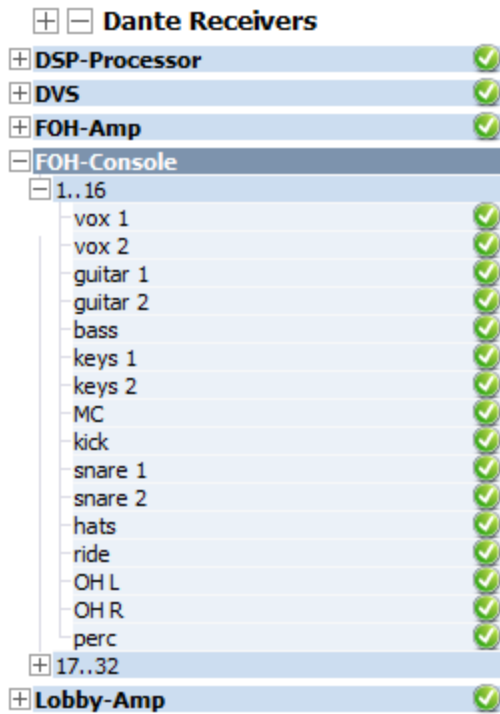 Dante Receivers
DSP-Processor
DVS
FOH-Amp
FOH-Console
1..16
vox 1
vox 2
guitar 1
guitar 2
bass
keys 1
keys 2
MC
kick
snare 1
snare 2
hats
ride
OH L
OH R
perc
17..32
Lobby-Amp